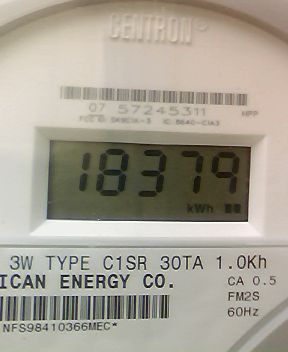 CENTRON®
07 57245311 MPP
18379
kWh
3W TYPE C1SR 30TA 1.0Kh
ICAN ENERGY CO. CA 0.5
FM2S
60Hz
NFS98410366MEC*